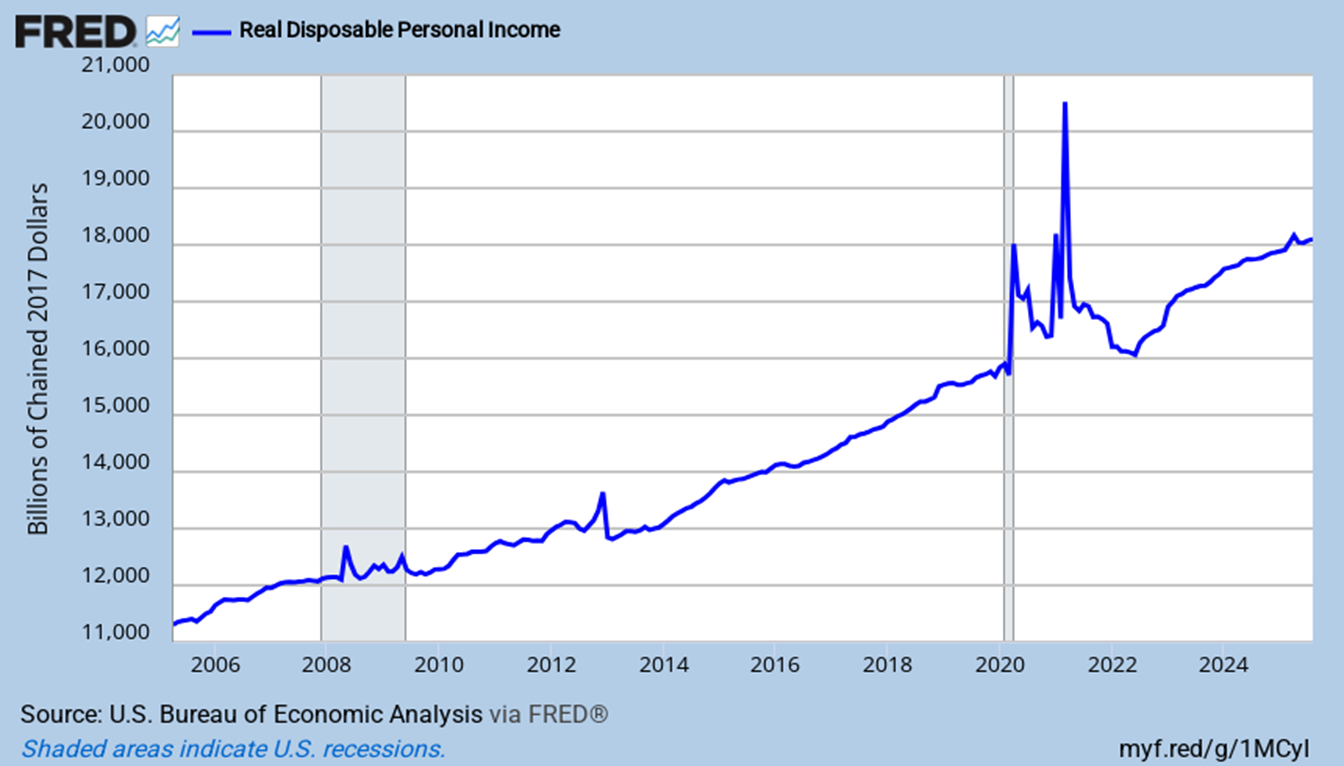 FRED Real Disposable Personal Income
21,000
20,000
19,000
18,000
17,000
16,000
15,000
14,000
13,000
12,000
11,000
Billions of Chained 2017 Dollars
2006 2008 2010 2012 2014 2016 2018 2020 2022 2024
Source: U.S. Bureau of Economic Analysis via FRED®
Shaded areas indicate U.S. recessions. myf.red/g/1MCyI